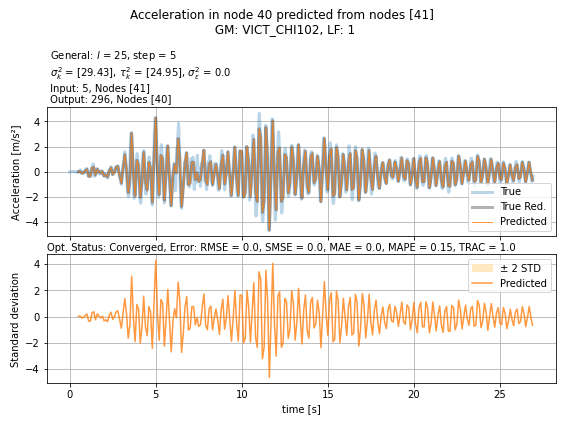 Acceleration in node 40 predicted from nodes [41]
GM: VICT_CHI102, LF: 1
General: l = 25, step = 5
σ²ₖ = [29.43], τ²ₖ = [24.95], σ²ₑ = 0.0
Input: 5, Nodes [41]
Output: 296, Nodes [40]
Acceleration [m/s²]
4
2
0
−2
−4
True
True Red.
Predicted
Opt. Status: Converged, Error: RMSE = 0.0, SMSE = 0.0, MAE = 0.0, MAPE = 0.15, TRAC = 1.0
Standard deviation
4
2
0
−2
−4
± 2 STD
Predicted
0 5 10 15 20 25
time [s]